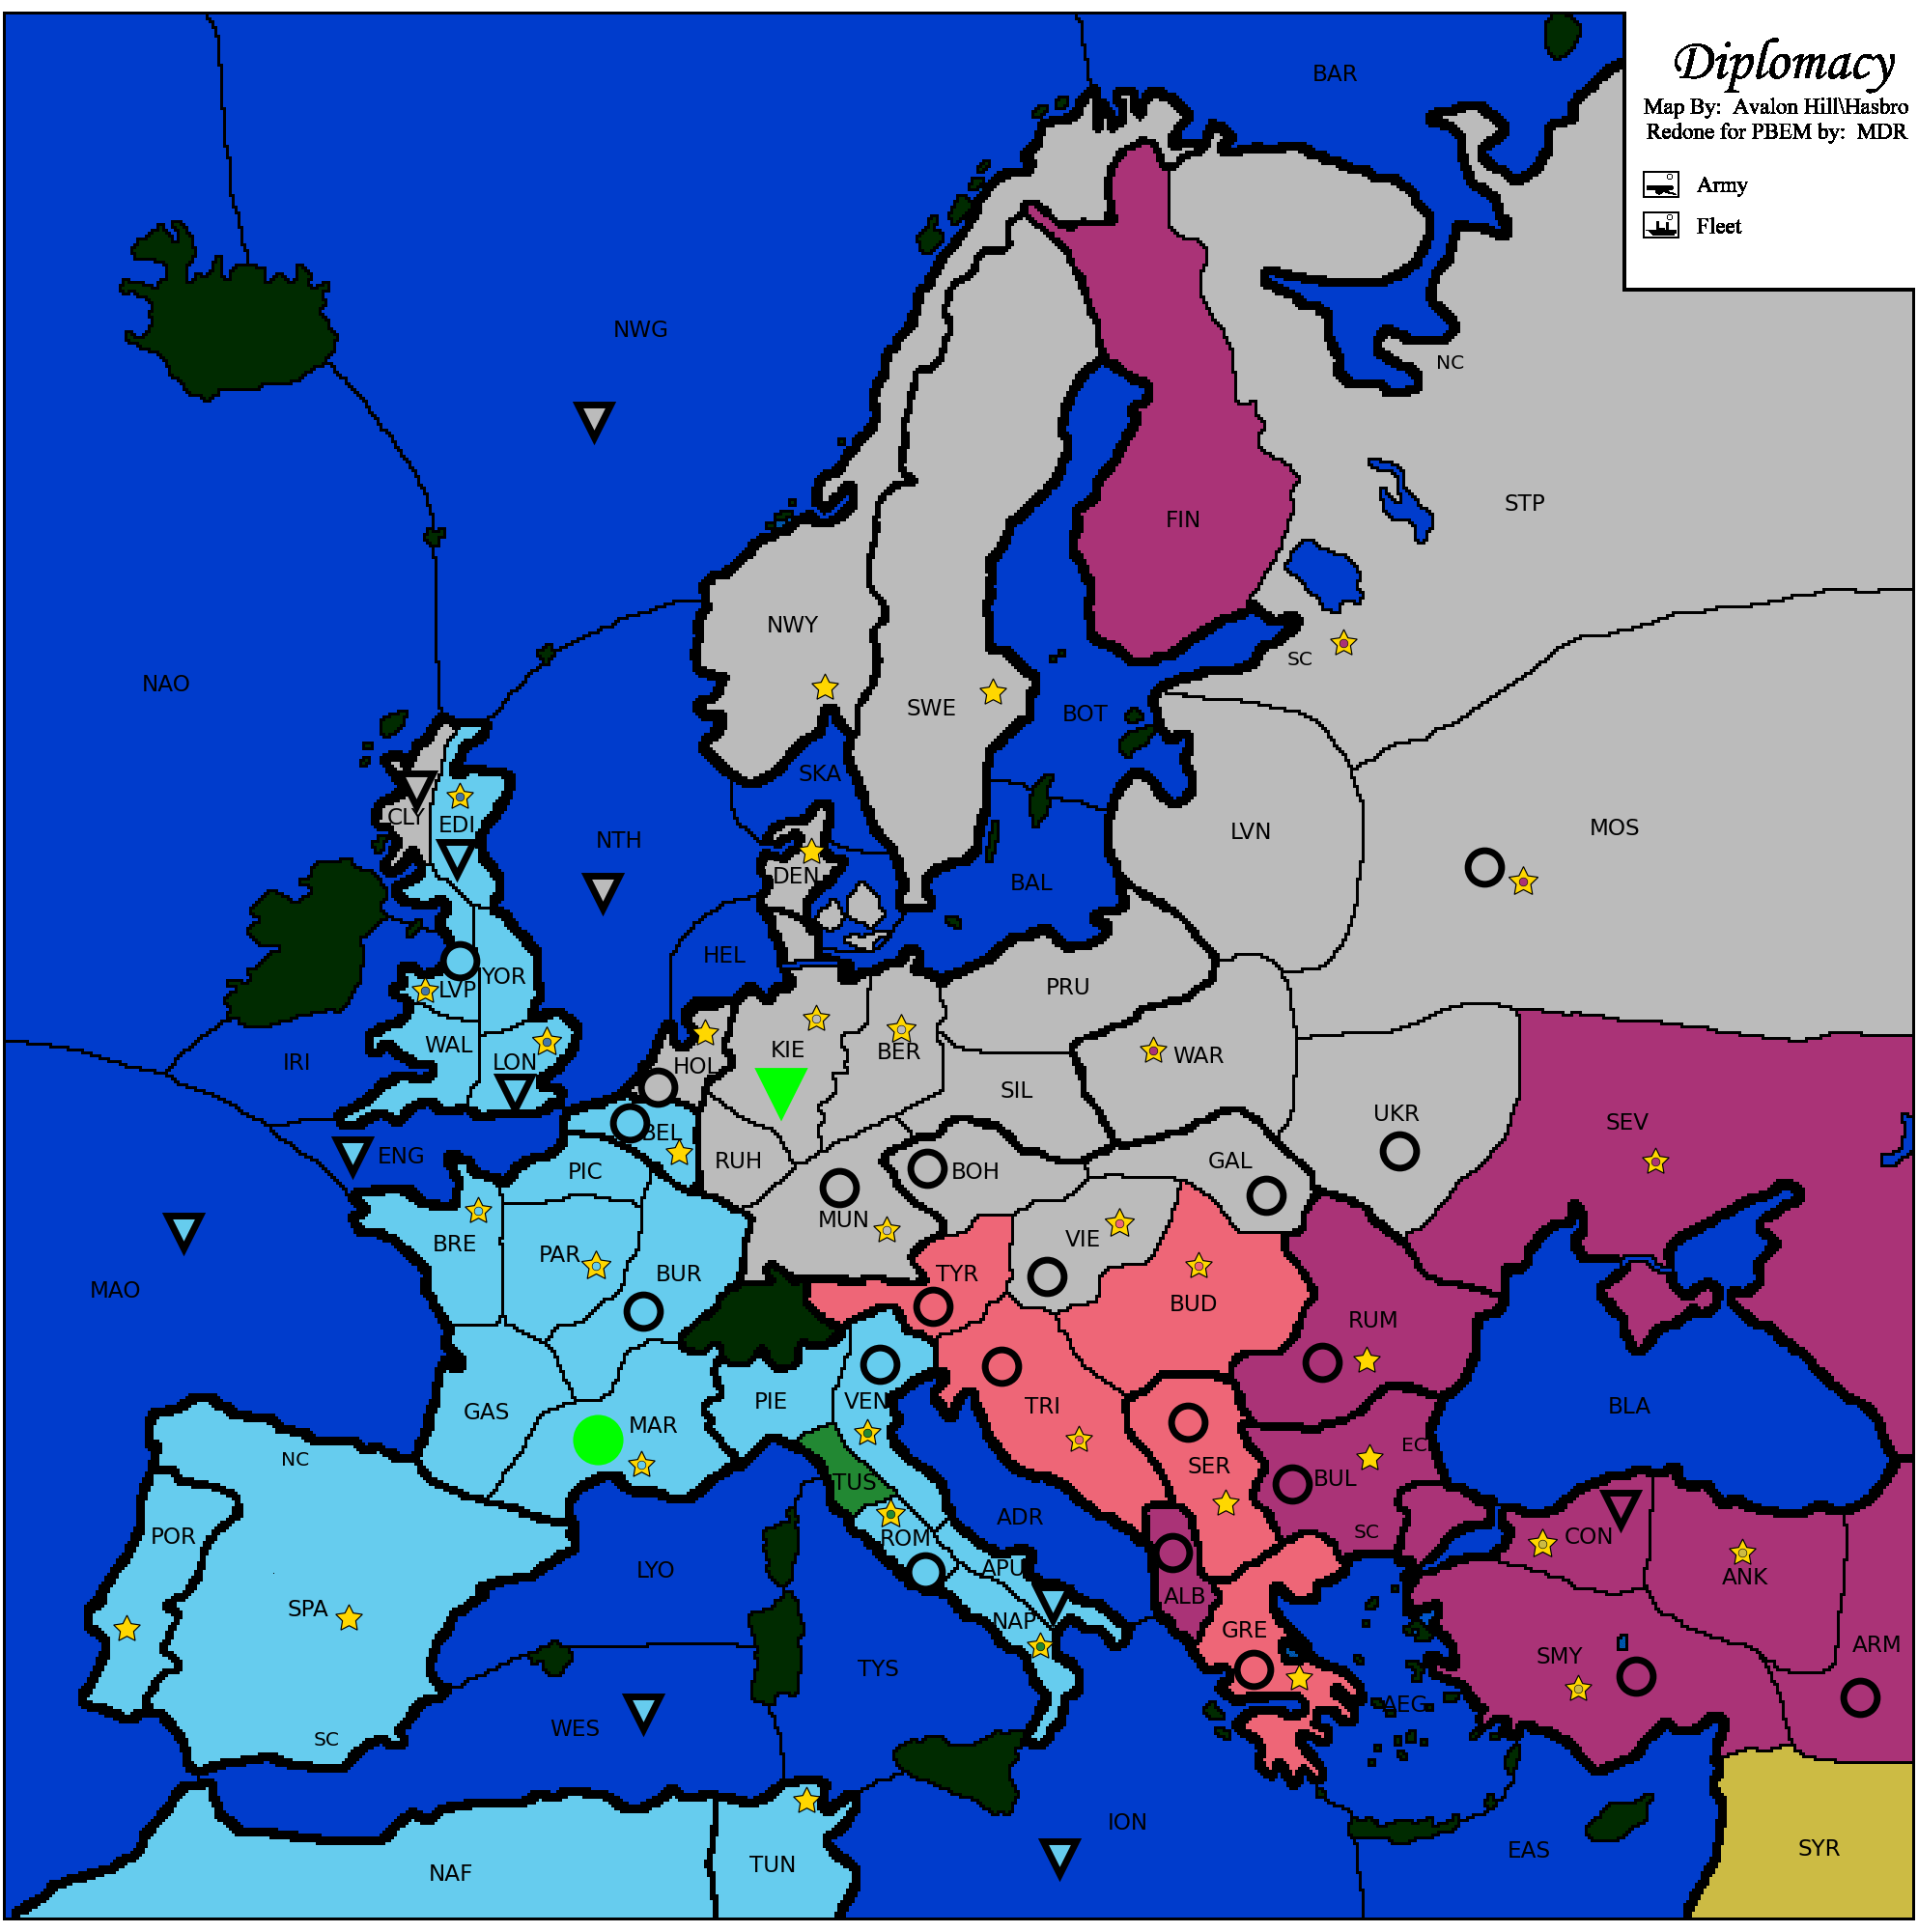 Diplomacy
Map By: Avalon Hill\Hasbro
Redone for PBEM by: MDR
Army
Fleet
BAR
NWG
NC
STP
FIN
NWY
SC
NAO
SWE
BOT
SKA
CLY
EDI
NTH
LVN
MOS
DEN
BAL
HEL
YOR
LVP
PRU
IRI
WAL
LON
HOL
KIE
BER
WAR
SIL
UKR
SEV
BEL
ENG
PIC
RUH
BOH
GAL
MUN
BRE
PAR
BUR
VIE
TYR
MAO
BUD
RUM
GAS
MAR
PIE
VEN
TRI
BLA
NC
EC
SER
BUL
TUS
POR
ROM
ADR
SC
CON
LYO
APU
ANK
ALB
SPA
NAP
GRE
ARM
SMY
TYS
AEG
WES
SC
ION
EAS
SYR
NAF
TUN